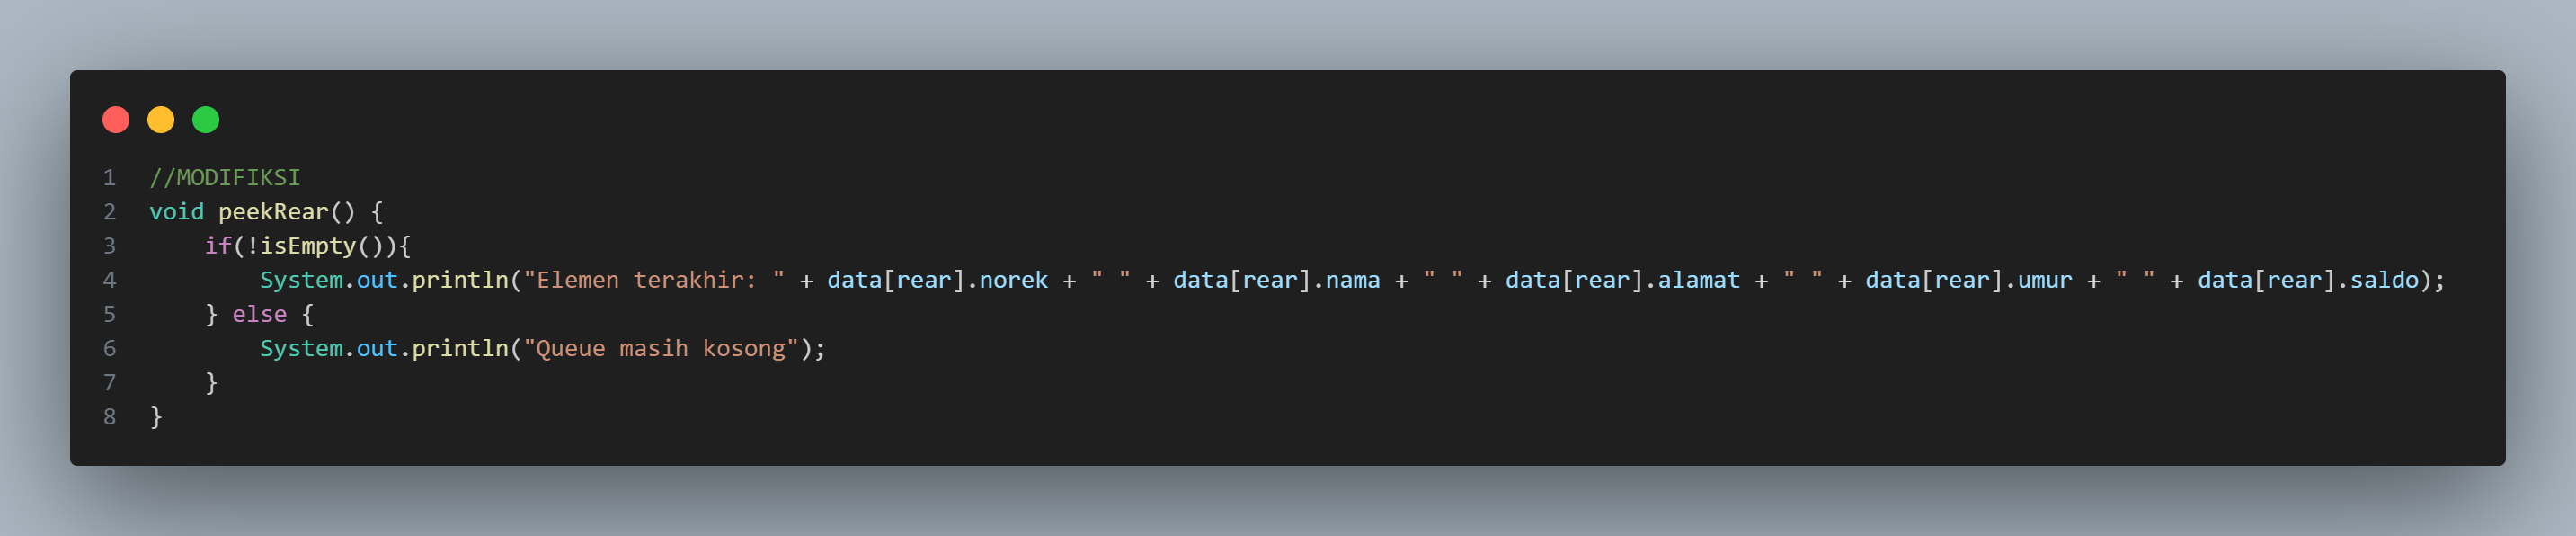 1 //MODIFIKSI
2 void peekRear() {
3     if(!isEmpty()){
4         System.out.println("Elemen terakhir: " + data[rear].norek + " " + data[rear].nama + " " + data[rear].alamat + " " + data[rear].umur + " " + data[rear].saldo);
5     } else {
6         System.out.println("Queue masih kosong");
7     }
8 }